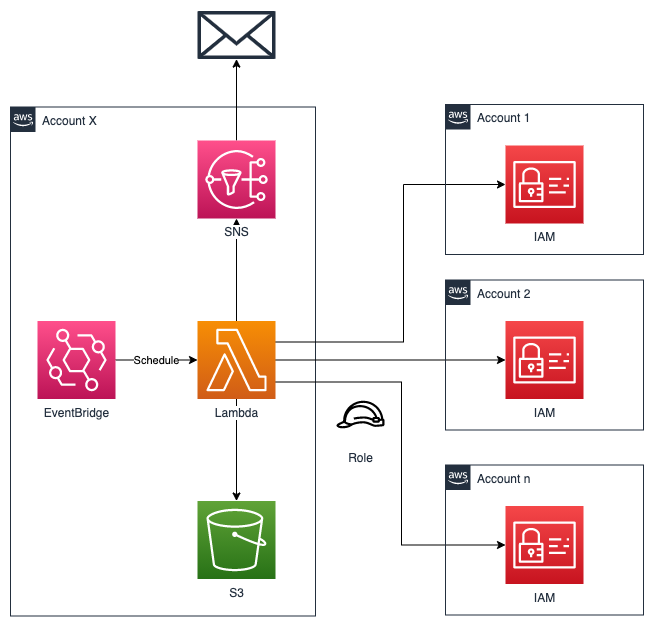 aws Account X
SNS
EventBridge
Schedule
Lambda
S3
Role
aws Account 1
IAM
aws Account 2
IAM
aws Account n
IAM